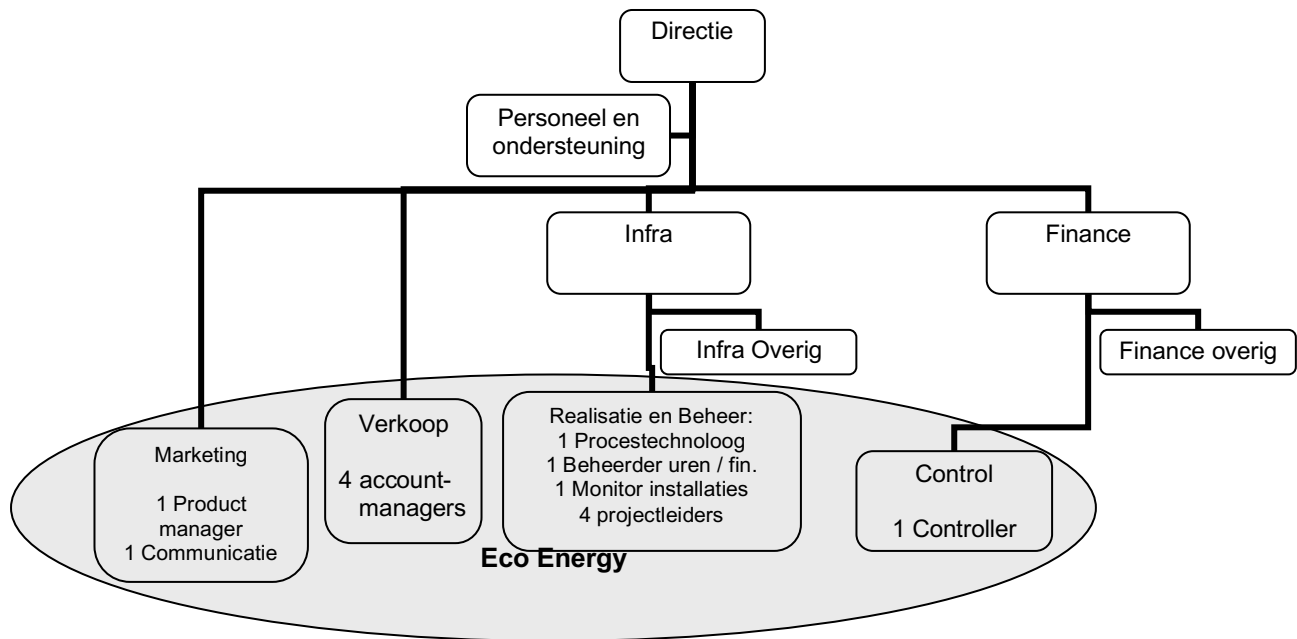 Directie
Personeel en
ondersteuning
Infra
Finance
Infra Overig
Finance overig
Marketing
1 Product
manager
1 Communicatie
Verkoop
4 account-
managers
Realisatie en Beheer:
1 Procestechnoloog
1 Beheerder uren / fin.
1 Monitor installaties
4 projectleiders
Control
1 Controller
Eco Energy